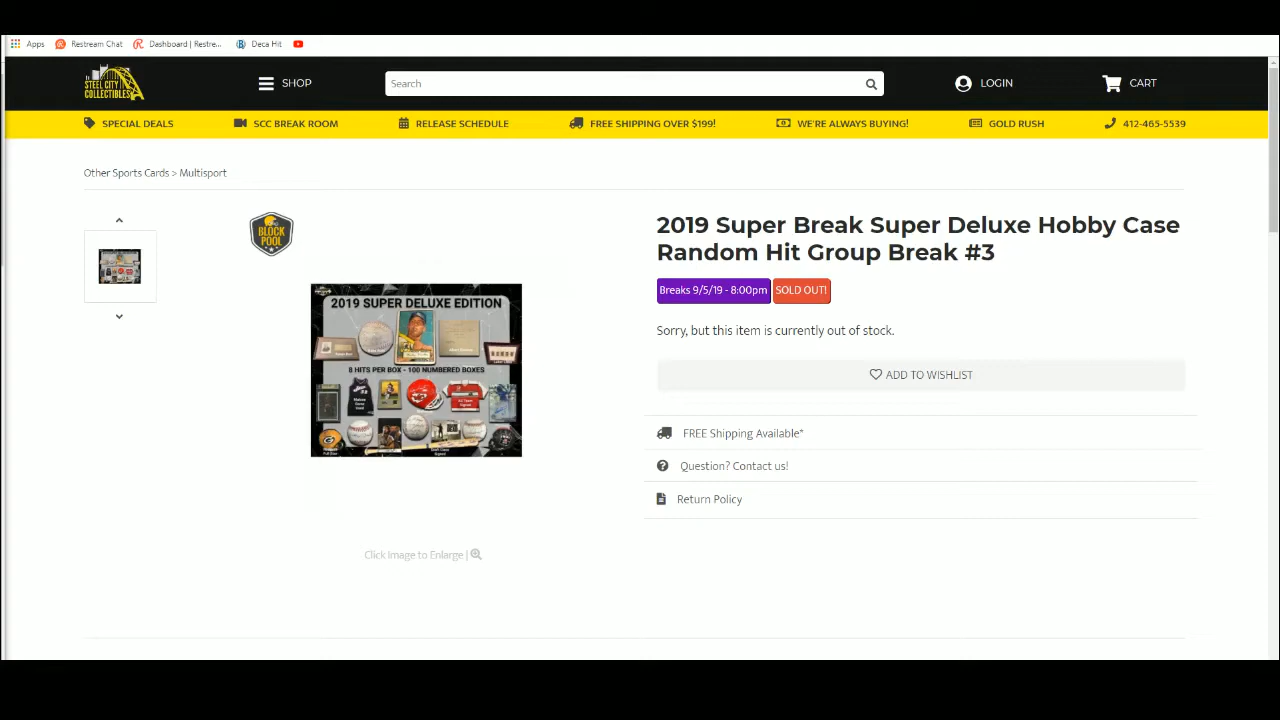 Apps Restream Chat Dashboard | Restre... Deca Hit
STEEL CITY
COLLECTIBLES
SHOP
Search
LOGIN
CART
SPECIAL DEALS SCC BREAK ROOM RELEASE SCHEDULE FREE SHIPPING OVER $199! WE'RE ALWAYS BUYING! GOLD RUSH 412-465-5539
Other Sports Cards > Multisport
BLOCK
POOL
2019 SUPER DELUXE EDITION
8 HITS PER BOX - 100 NUMBERED BOXES
Click Image to Enlarge |
2019 Super Break Super Deluxe Hobby Case
Random Hit Group Break #3
Breaks 9/5/19 - 8:00pm SOLD OUT!
Sorry, but this item is currently out of stock.
ADD TO WISHLIST
FREE Shipping Available*
Question? Contact us!
Return Policy